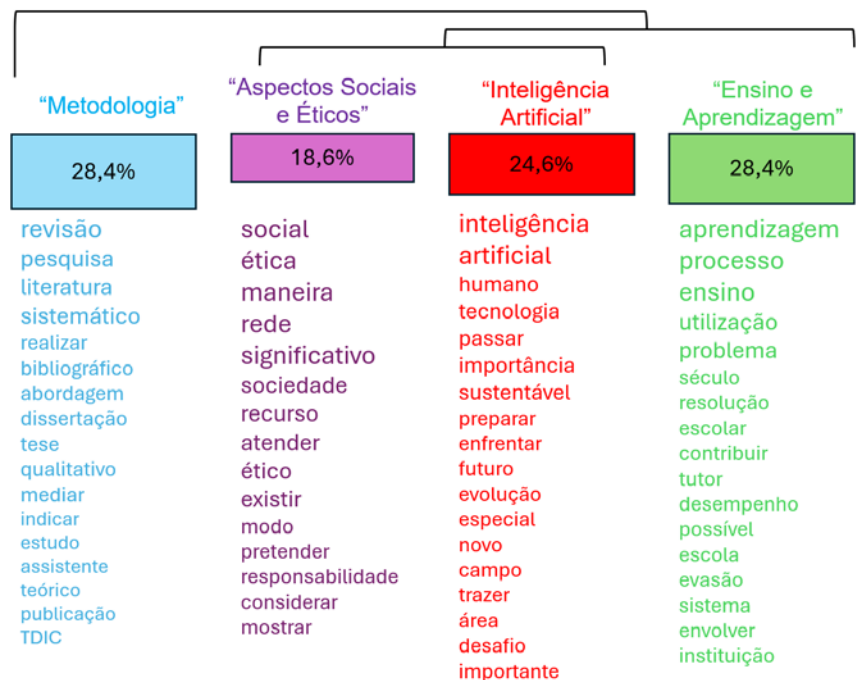 “Metodologia”
28,4%
revisão
pesquisa
literatura
sistemático
realizar
bibliográfico
abordagem
dissertação
tese
qualitativo
mediar
indicar
estudo
assistente
teórico
publicação
TDIC
“Aspectos Sociais
e Éticos”
18,6%
social
ética
maneira
rede
significativo
sociedade
recurso
atender
ético
existir
modo
pretender
responsabilidade
considerar
mostrar
“Inteligência
Artificial”
24,6%
inteligência
artificial
humano
tecnologia
passar
importância
sustentável
preparar
enfrentar
futuro
evolução
especial
novo
campo
trazer
área
desafio
importante
“Ensino e
Aprendizagem”
28,4%
aprendizagem
processo
ensino
utilização
problema
século
resolução
escolar
contribuir
tutor
desempenho
possível
escola
evasão
sistema
envolver
instituição